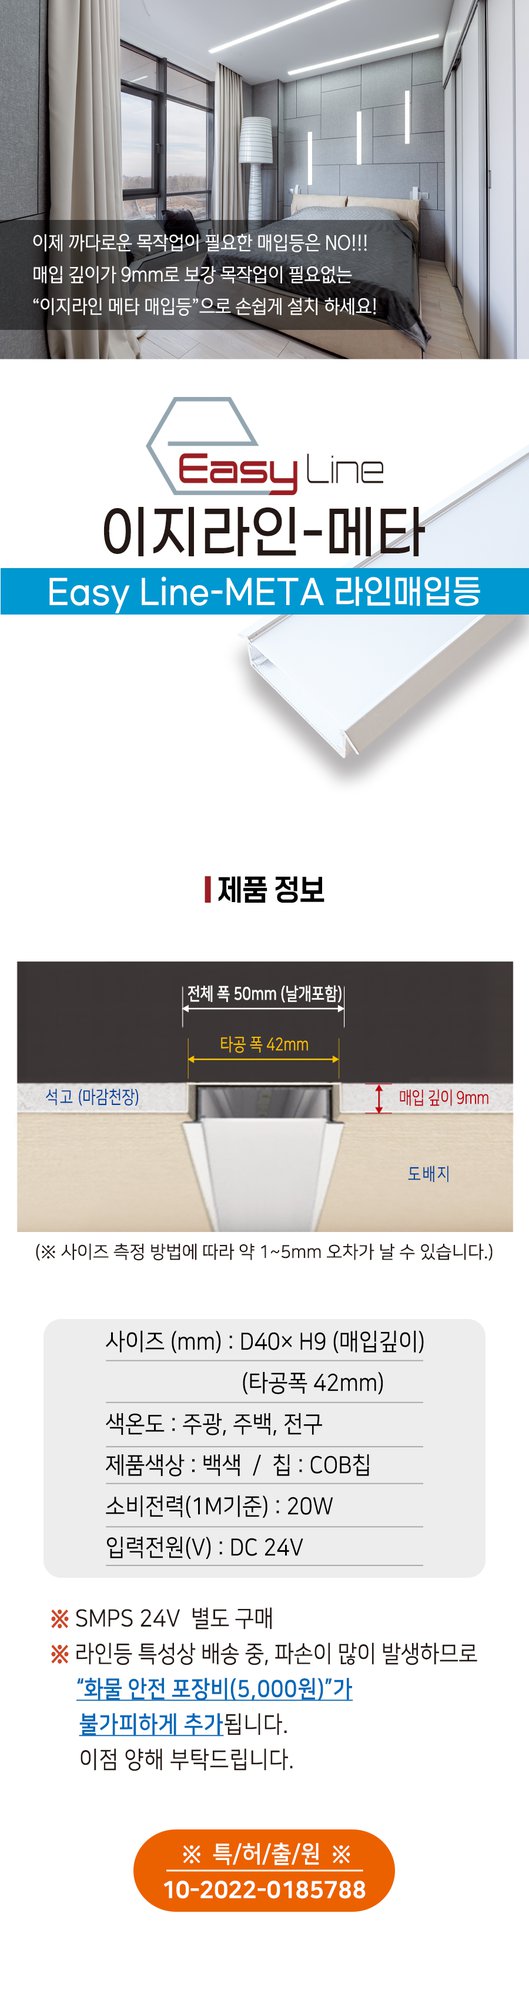 이제 까다로운 목작업이 필요한 매입등은 NO!!!
매입 깊이가 9mm로 보강 목작업이 필요없는
“이지라인 메타 매입등”으로 손쉽게 설치 하세요!
Easy Line
이지라인-메타
Easy Line-META 라인매입등
제품 정보
전체 폭 50mm (날개포함)
타공 폭 42mm
석고 (마감천장)
매입 깊이 9mm
도배지
(※ 사이즈 측정 방법에 따라 약 1~5mm 오차가 날 수 있습니다.)
사이즈 (mm) : D40× H9 (매입깊이)
(타공폭 42mm)
색온도 : 주광, 주백, 전구
제품색상 : 백색 / 칩 : COB칩
소비전력(1M기준) : 20W
입력전원(V) : DC 24V
※ SMPS 24V 별도 구매
※ 라인등 특성상 배송 중, 파손이 많이 발생하므로
“화물 안전 포장비(5,000원)”가
불가피하게 추가됩니다.
이점 양해 부탁드립니다.
※ 특/허/출/원 ※
10-2022-0185788